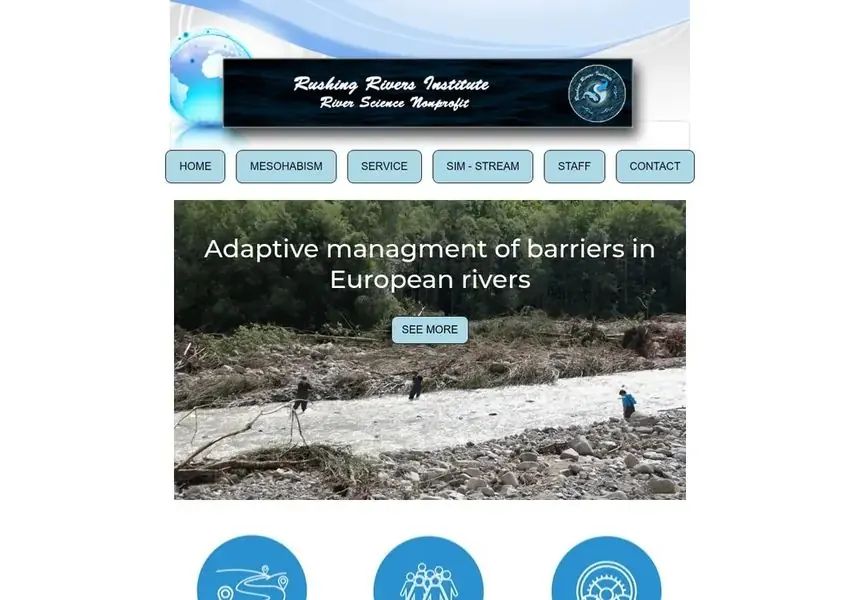 Rushing Rivers Institute
River Science Nonprofit
HOME
MESOHABISM
SERVICE
SIM - STREAM
STAFF
CONTACT
Adaptive managment of barriers in
European rivers
SEE MORE